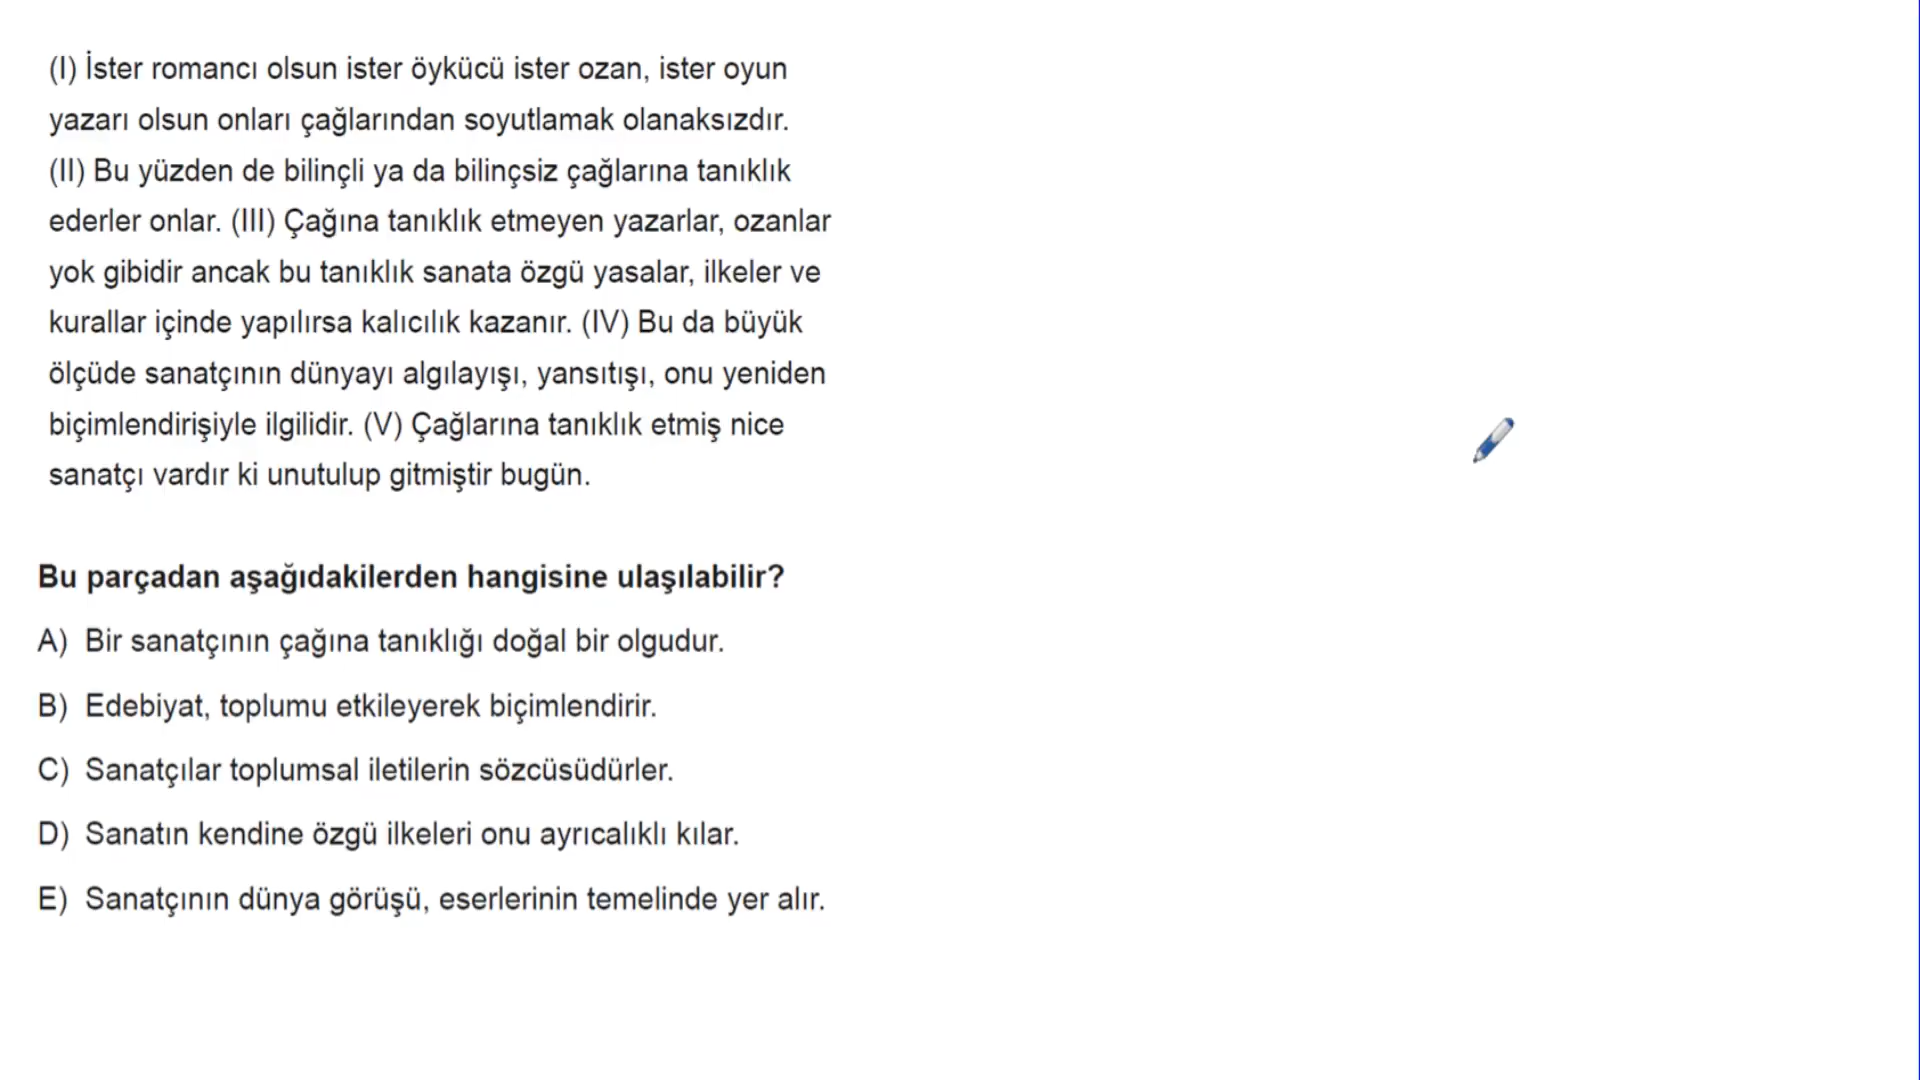 (I) İster romancı olsun ister öykücü ister ozan, ister oyun
yazarı olsun onları çağlarından soyutlamak olanaksızdır.
(II) Bu yüzden de bilinçli ya da bilinçsiz çağlarına tanıklık
ederler onlar. (III) Çağına tanıklık etmeyen yazarlar, ozanlar
yok gibidir ancak bu tanıklık sanata özgü yasalar, ilkeler ve
kurallar içinde yapılırsa kalıcılık kazanır. (IV) Bu da büyük
ölçüde sanatçının dünyayı algılayışı, yansıtışı, onu yeniden
biçimlendirişiyle ilgilidir. (V) Çağlarına tanıklık etmiş nice
sanatçı vardır ki unutulup gitmiştir bugün.
Bu parçadan aşağıdakilerden hangisine ulaşılabilir?
A) Bir sanatçının çağına tanıklığı doğal bir olgudur.
B) Edebiyat, toplumu etkileyerek biçimlendirir.
C) Sanatçılar toplumsal iletilerin sözcüsüdürler.
D) Sanatın kendine özgü ilkeleri onu ayrıcalıklı kılar.
E) Sanatçının dünya görüşü, eserlerinin temelinde yer alır.